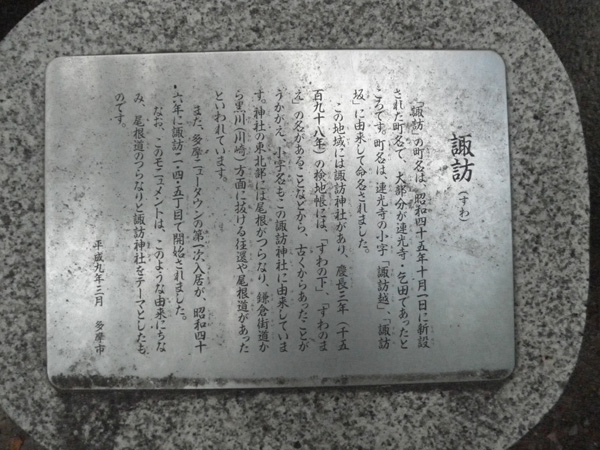 諏訪(すわ)
「諏訪」の町名は、昭和四十五年十月一日に新設
された町名で、大部分が連光寺・乞田であったと
ころです。町名は、連光寺の小字「諏訪越」、「諏訪
坂」に由来して命名されました。
この地域には諏訪神社があり、慶長三年(一千五
百九十八年)の検地帳には、「すわの下」、「すわのま
え」の名があることなどから、古くからあったことが
うかがえ、小字名もこの諏訪神社に由来していま
す。神社の東北部には尾根がつらなり、鎌倉街道か
ら里川(川崎)方面に抜ける往還や尾根道があった
といわれています。
また、多摩ニュータウンの第一次入居が、昭和四十
六年に諏訪一・四・五丁目で開始されました。
なお、このモニュメントは、このような由来にちな
み、尾根道のつらなりと諏訪神社をテーマとしたも
のです。
平成九年三月 多摩市